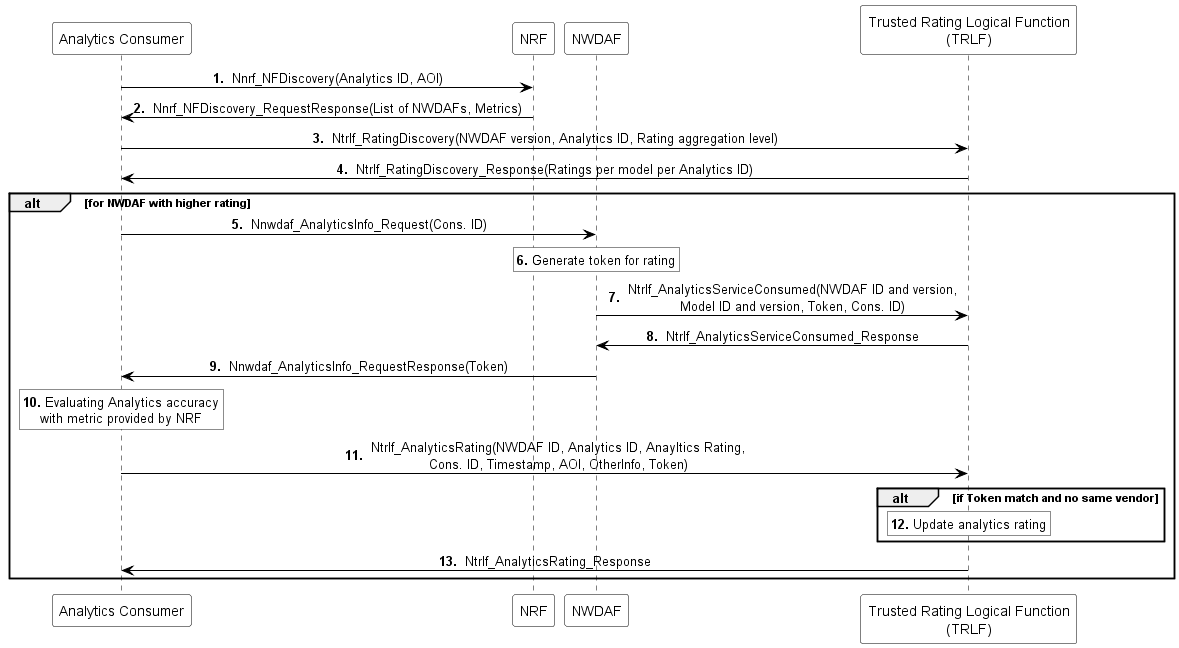 Analytics Consumer
NRF
NWDAF
Trusted Rating Logical Function
(TRLF)
1. Nnrf_NFDiscovery(Analytics ID, AOI)
2. Nnrf_NFDiscovery_RequestResponse(List of NWDAFs, Metrics)
3. Ntrlf_RatingDiscovery(NWDAF version, Analytics ID, Rating aggregation level)
4. Ntrlf_RatingDiscovery_Response(Ratings per model per Analytics ID)
alt [for NWDAF with higher rating]
5. Nnwdaf_AnalyticsInfo_Request(Cons. ID)
6. Generate token for rating
7. Ntrlf_AnalyticsServiceConsumed(NWDAF ID and version,
Model ID and version, Token, Cons. ID)
8. Ntrlf_AnalyticsServiceConsumed_Response
9. Nnwdaf_AnalyticsInfo_RequestResponse(Token)
10. Evaluating Analytics accuracy
with metric provided by NRF
11. Ntrlf_AnalyticsRating(NWDAF ID, Analytics ID, Anayltics Rating,
Cons. ID, Timestamp, AOI, OtherInfo, Token)
alt [if Token match and no same vendor]
12. Update analytics rating
13. Ntrlf_AnalyticsRating_Response
Analytics Consumer
NRF
NWDAF
Trusted Rating Logical Function
(TRLF)